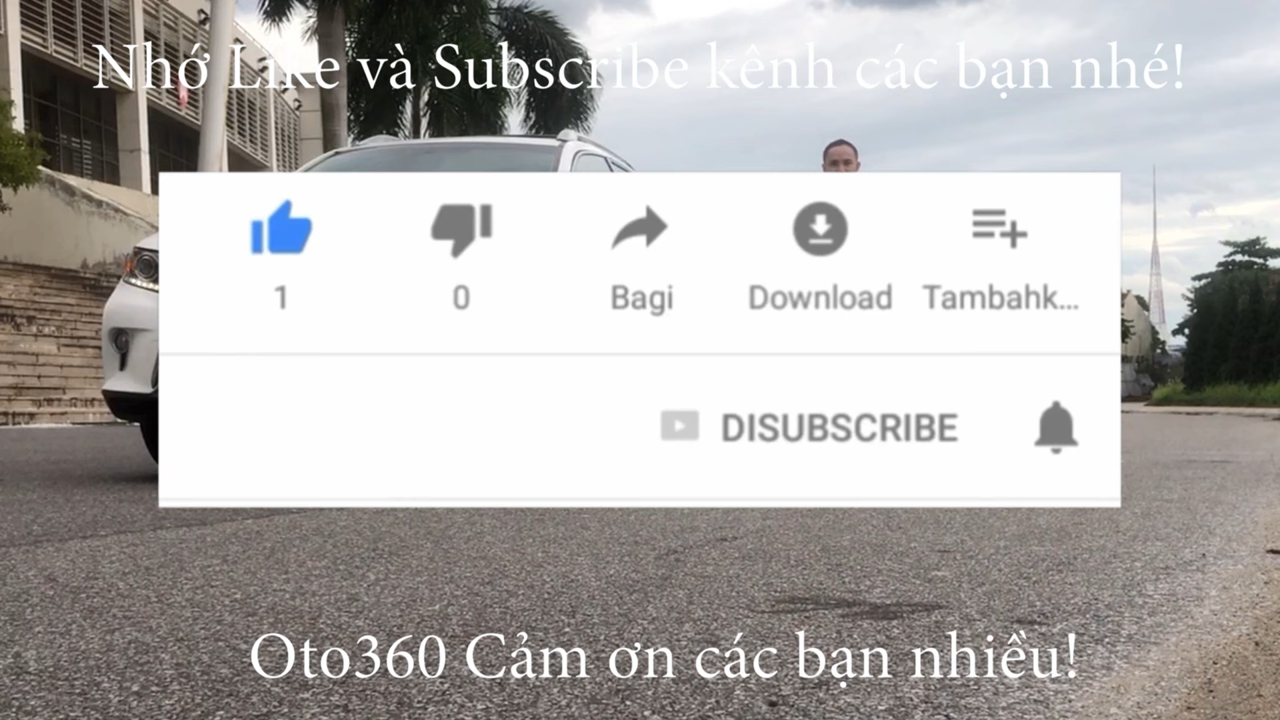 Nhớ Like và Subscribe kênh các bạn nhé!
1 0 Bagi Download Tambahk...
DISUBSCRIBE
Oto360 Cảm ơn các bạn nhiều!